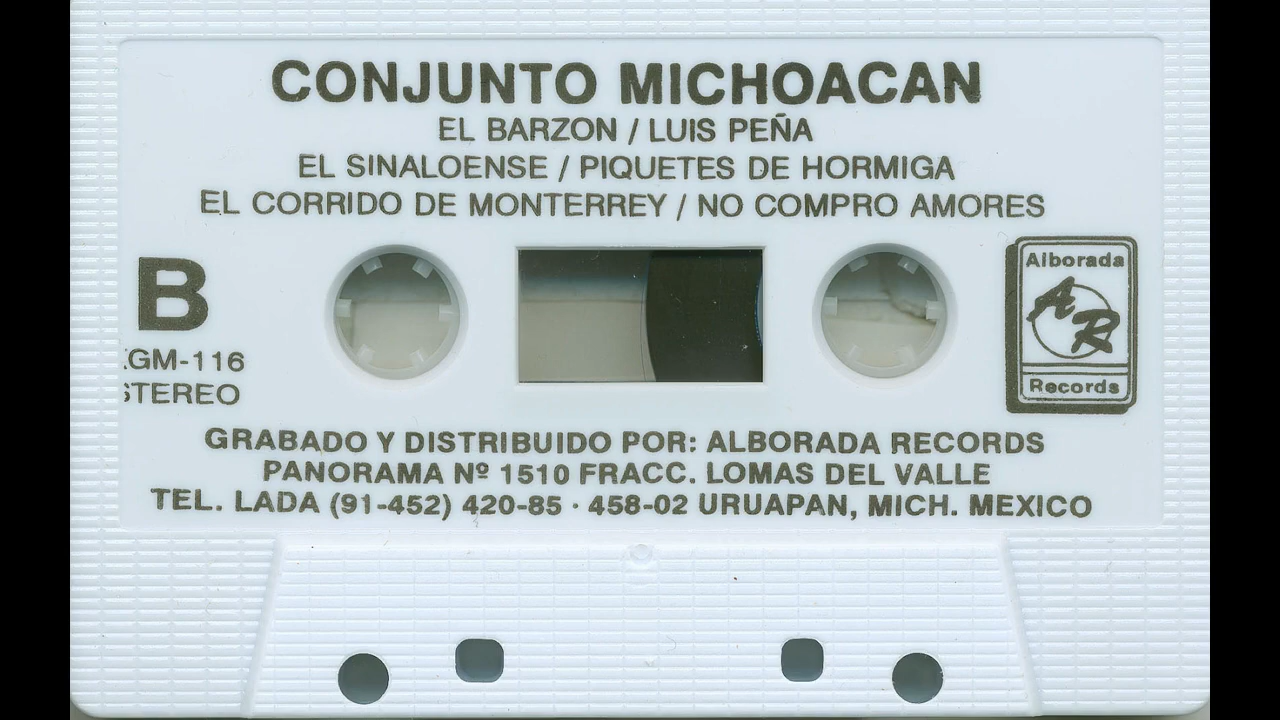 CONJUNTO MICHOACAN
EL BARZON / LUIS PEÑA
EL SINALOENSE / PIQUETES DE HORMIGA
EL CORRIDO DE MONTERREY / NO COMPRO AMORES
B
GM-116
STEREO
Alborada
AR
Records
GRABADO Y DISTRIBUIDO POR: ALBORADA RECORDS
PANORAMA Nº 1510 FRACC. LOMAS DEL VALLE
TEL. LADA (91-452) 420-85 · 458-02 URUAPAN, MICH. MEXICO